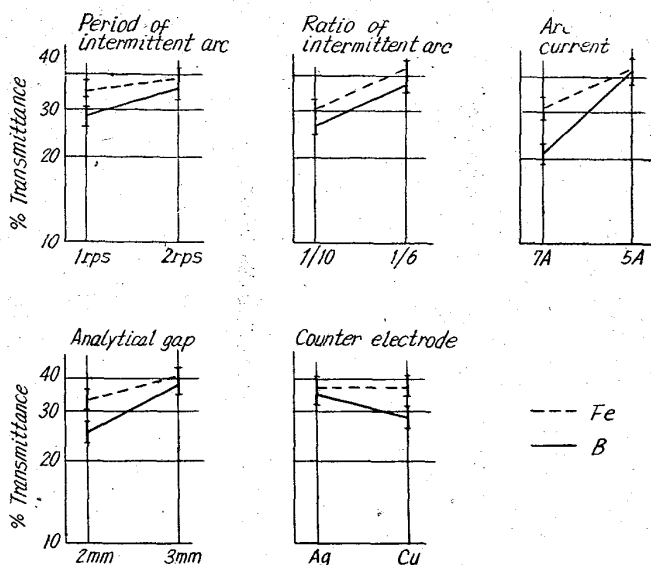 Period of
intermittent arc
Ratio of
intermittent arc
Arc
current
% Transmittance
40
30
20
10
1rps
2rps
1/10
1/6
7A
5A
Analytical gap
Counter electrode
% Transmittance
40
30
20
10
2mm
3mm
Ag
Cu
Fe
B